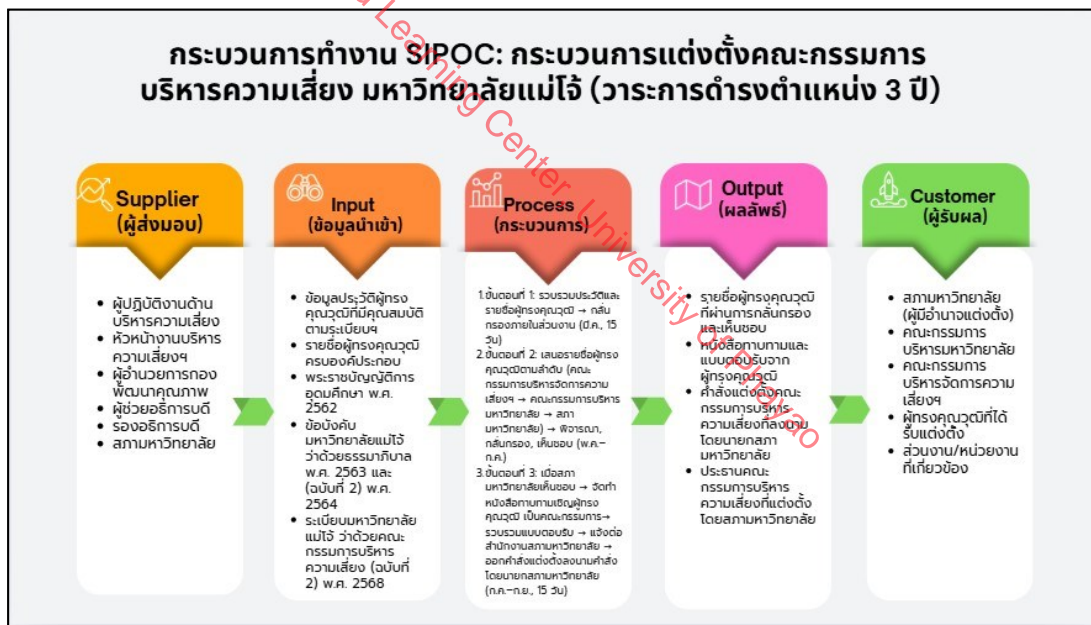 กระบวนการทำงาน SIPOC: กระบวนการแต่งตั้งคณะกรรมการ
บริหารความเสี่ยง มหาวิทยาลัยแม่โจ้ (วาระการดำรงตำแหน่ง 3 ปี)
Supplier
(ผู้ส่งมอบ)
• ผู้ปฏิบัติงานด้าน
บริหารความเสี่ยง
• หัวหน้างานบริหาร
ความเสี่ยงฯ
• ผู้อำนวยการกอง
พัฒนาคุณภาพ
• ผู้ช่วยอธิการบดี
• รองอธิการบดี
• สภามหาวิทยาลัย
Input
(ข้อมูลนำเข้า)
• ข้อมูลประวัติผู้ทรง
คุณวุฒิที่มีคุณสมบัติ
ตามระเบียบฯ
• รายชื่อผู้ทรงคุณวุฒิ
ครบองค์ประกอบ
• พระราชบัญญัติการ
อุดมศึกษา พ.ศ.
2562
• ข้อบังคับ
มหาวิทยาลัยแม่โจ้
ว่าด้วยธรรมาภิบาล
พ.ศ. 2563 และ
(ฉบับที่ 2) พ.ศ.
2564
• ระเบียบมหาวิทยาลัย
แม่โจ้ ว่าด้วยคณะ
กรรมการบริหาร
ความเสี่ยง (ฉบับที่
2) พ.ศ. 2568
Process
(กระบวนการ)
1.ขั้นตอนที่ 1: รวบรวมประวัติและ
รายชื่อผู้ทรงคุณวุฒิ → กลั่น
กรองภายในส่วนงาน (มี.ค., 15
วัน)
2.ขั้นตอนที่ 2: เสนอรายชื่อผู้ทรง
คุณวุฒิตามลำดับ (คณะ
กรรมการบริหารจัดการความ
เสี่ยงฯ → คณะกรรมการบริหาร
มหาวิทยาลัย → สภา
มหาวิทยาลัย) → พิจารณา,
กลั่นกรอง, เห็นชอบ (พ.ค.–
ก.ค.)
3.ขั้นตอนที่ 3: เมื่อสภา
มหาวิทยาลัยเห็นชอบ → จัดทำ
หนังสือทาบทามเชิญผู้ทรง
คุณวุฒิ เป็นคณะกรรมการ→
รวบรวมแบบตอบรับ → แจ้งต่อ
สำนักงานสภามหาวิทยาลัย →
ออกคำสั่งแต่งตั้งลงนามคำสั่ง
โดยนายกสภามหาวิทยาลัย
(ก.ค.–ก.ย., 15 วัน)
Output
(ผลลัพธ์)
• รายชื่อผู้ทรงคุณวุฒิ
ที่ผ่านการกลั่นกรอง
และเห็นชอบ
• หนังสือทาบทามและ
แบบตอบรับจาก
ผู้ทรงคุณวุฒิ
• คำสั่งแต่งตั้งคณะ
กรรมการบริหาร
ความเสี่ยงที่ลงนาม
โดยนายกสภา
มหาวิทยาลัย
• ประธานคณะ
กรรมการบริหาร
ความเสี่ยงที่แต่งตั้ง
โดยสภามหาวิทยาลัย
Customer
(ผู้รับผล)
• สภามหาวิทยาลัย
(ผู้มีอำนาจแต่งตั้ง)
• คณะกรรมการ
บริหารมหาวิทยาลัย
• คณะกรรมการ
บริหารจัดการความ
เสี่ยงฯ
• ผู้ทรงคุณวุฒิที่ได้
รับแต่งตั้ง
• ส่วนงาน/หน่วยงาน
ที่เกี่ยวข้อง
Learning Center University of Phayao